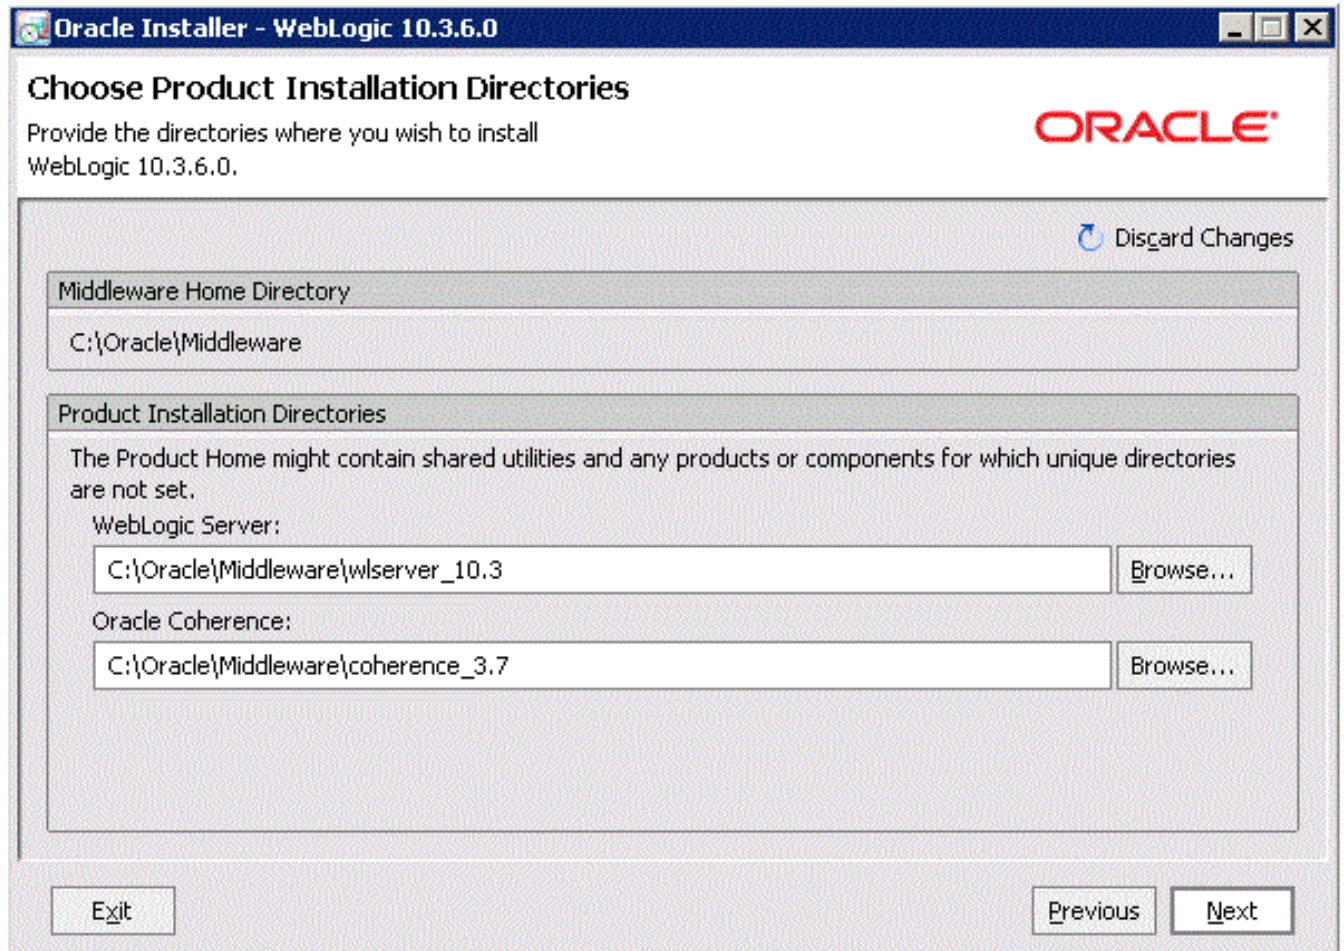 Oracle Installer - WebLogic 10.3.6.0
Choose Product Installation Directories
Provide the directories where you wish to install
WebLogic 10.3.6.0.
ORACLE
Discard Changes
Middleware Home Directory
C:\Oracle\Middleware
Product Installation Directories
The Product Home might contain shared utilities and any products or components for which unique directories
are not set.
WebLogic Server:
C:\Oracle\Middleware\wlserver_10.3
Browse...
Oracle Coherence:
C:\Oracle\Middleware\coherence_3.7
Browse...
Exit
Previous
Next